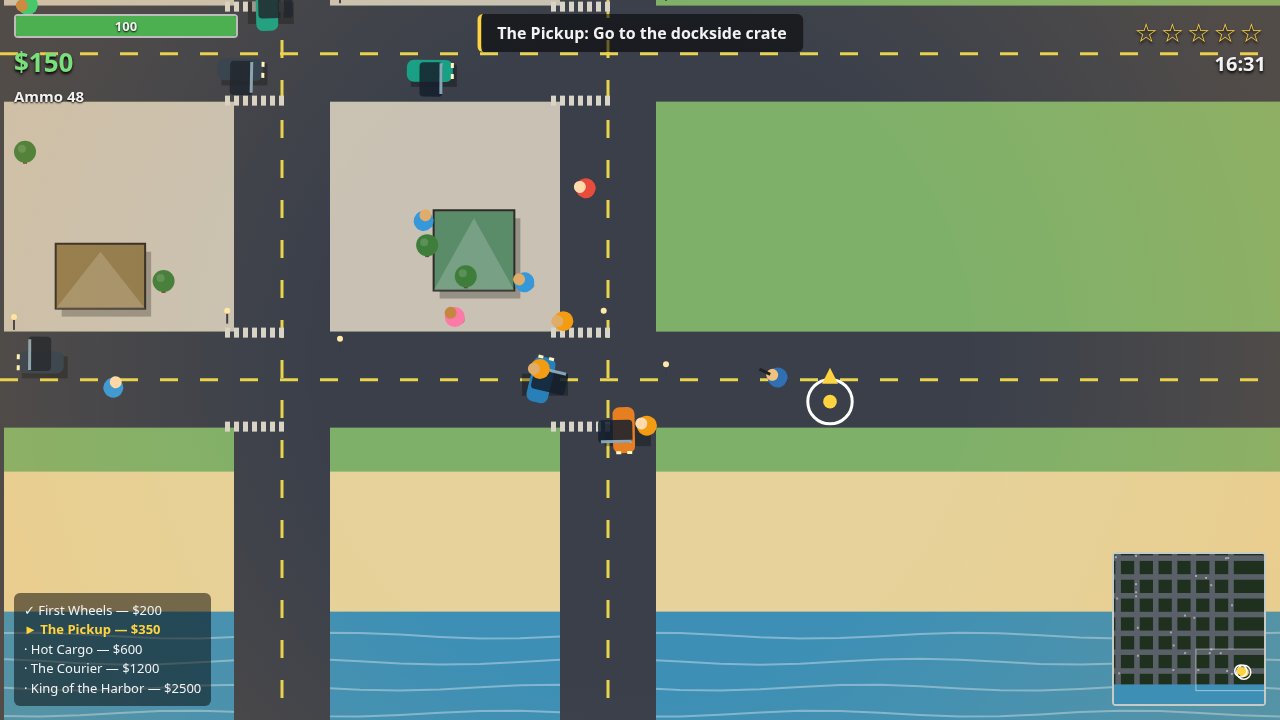 100
The Pickup: Go to the dockside crate
☆☆☆☆☆
$150
16:31
Ammo 48
✓ First Wheels — $200
► The Pickup — $350
· Hot Cargo — $600
· The Courier — $1200
· King of the Harbor — $2500